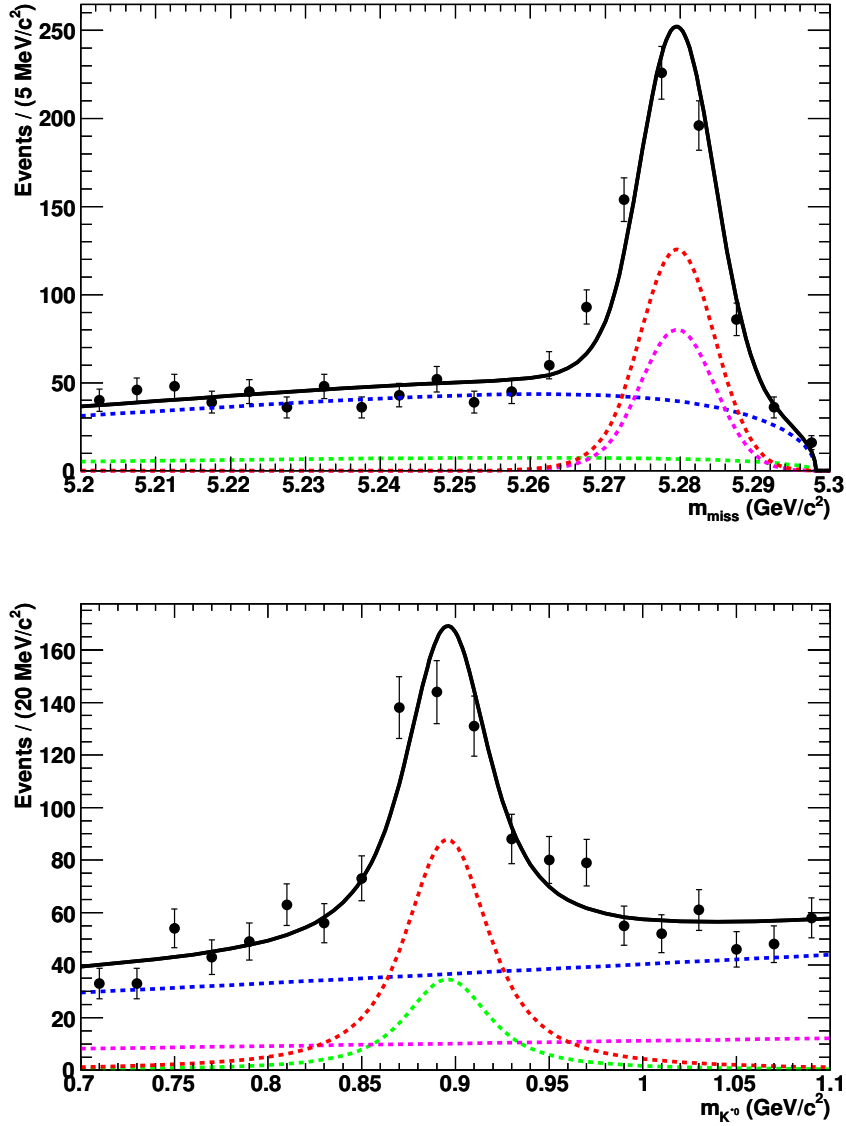 Events / (5 MeV/c²)
250
200
150
100
50
0
5.2 5.21 5.22 5.23 5.24 5.25 5.26 5.27 5.28 5.29 5.3
m_miss (GeV/c²)
Events / (20 MeV/c²)
160
140
120
100
80
60
40
20
0
0.7 0.75 0.8 0.85 0.9 0.95 1 1.05 1.1
m_K*0 (GeV/c²)